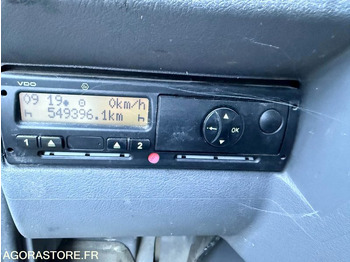 VDO
09 19 0km/h
549396.1km
1 2
OK
AGORASTORE.FR